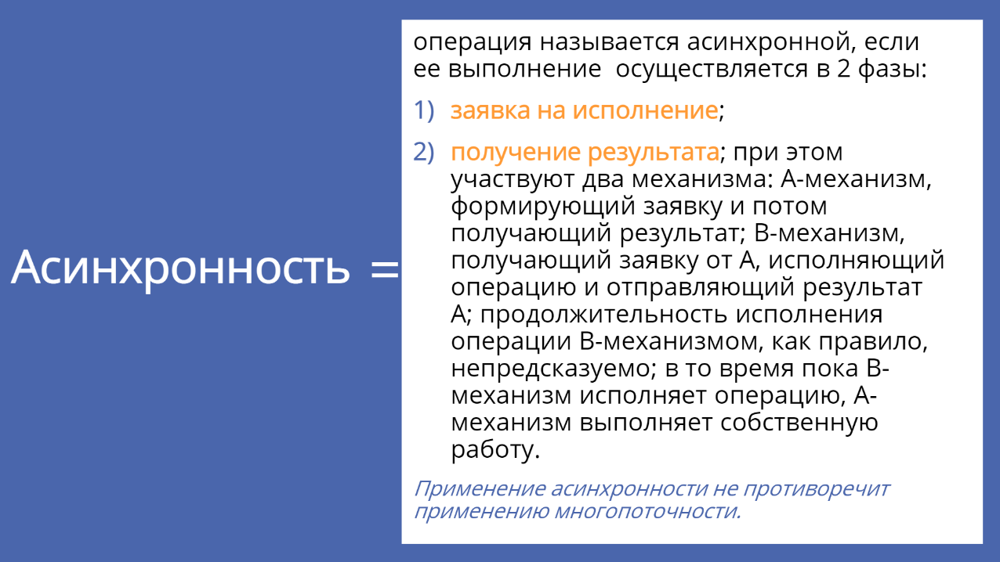 Асинхронность =
операция называется асинхронной, если
ее выполнение  осуществляется в 2 фазы:
1) заявка на исполнение;
2) получение результата; при этом
участвуют два механизма: А-механизм,
формирующий заявку и потом
получающий результат; В-механизм,
получающий заявку от А, исполняющий
операцию и отправляющий результат
А; продолжительность исполнения
операции В-механизмом, как правило,
непредсказуемо; в то время пока В-
механизм исполняет операцию, А-
механизм выполняет собственную
работу.
Применение асинхронности не противоречит
применению многопоточности.